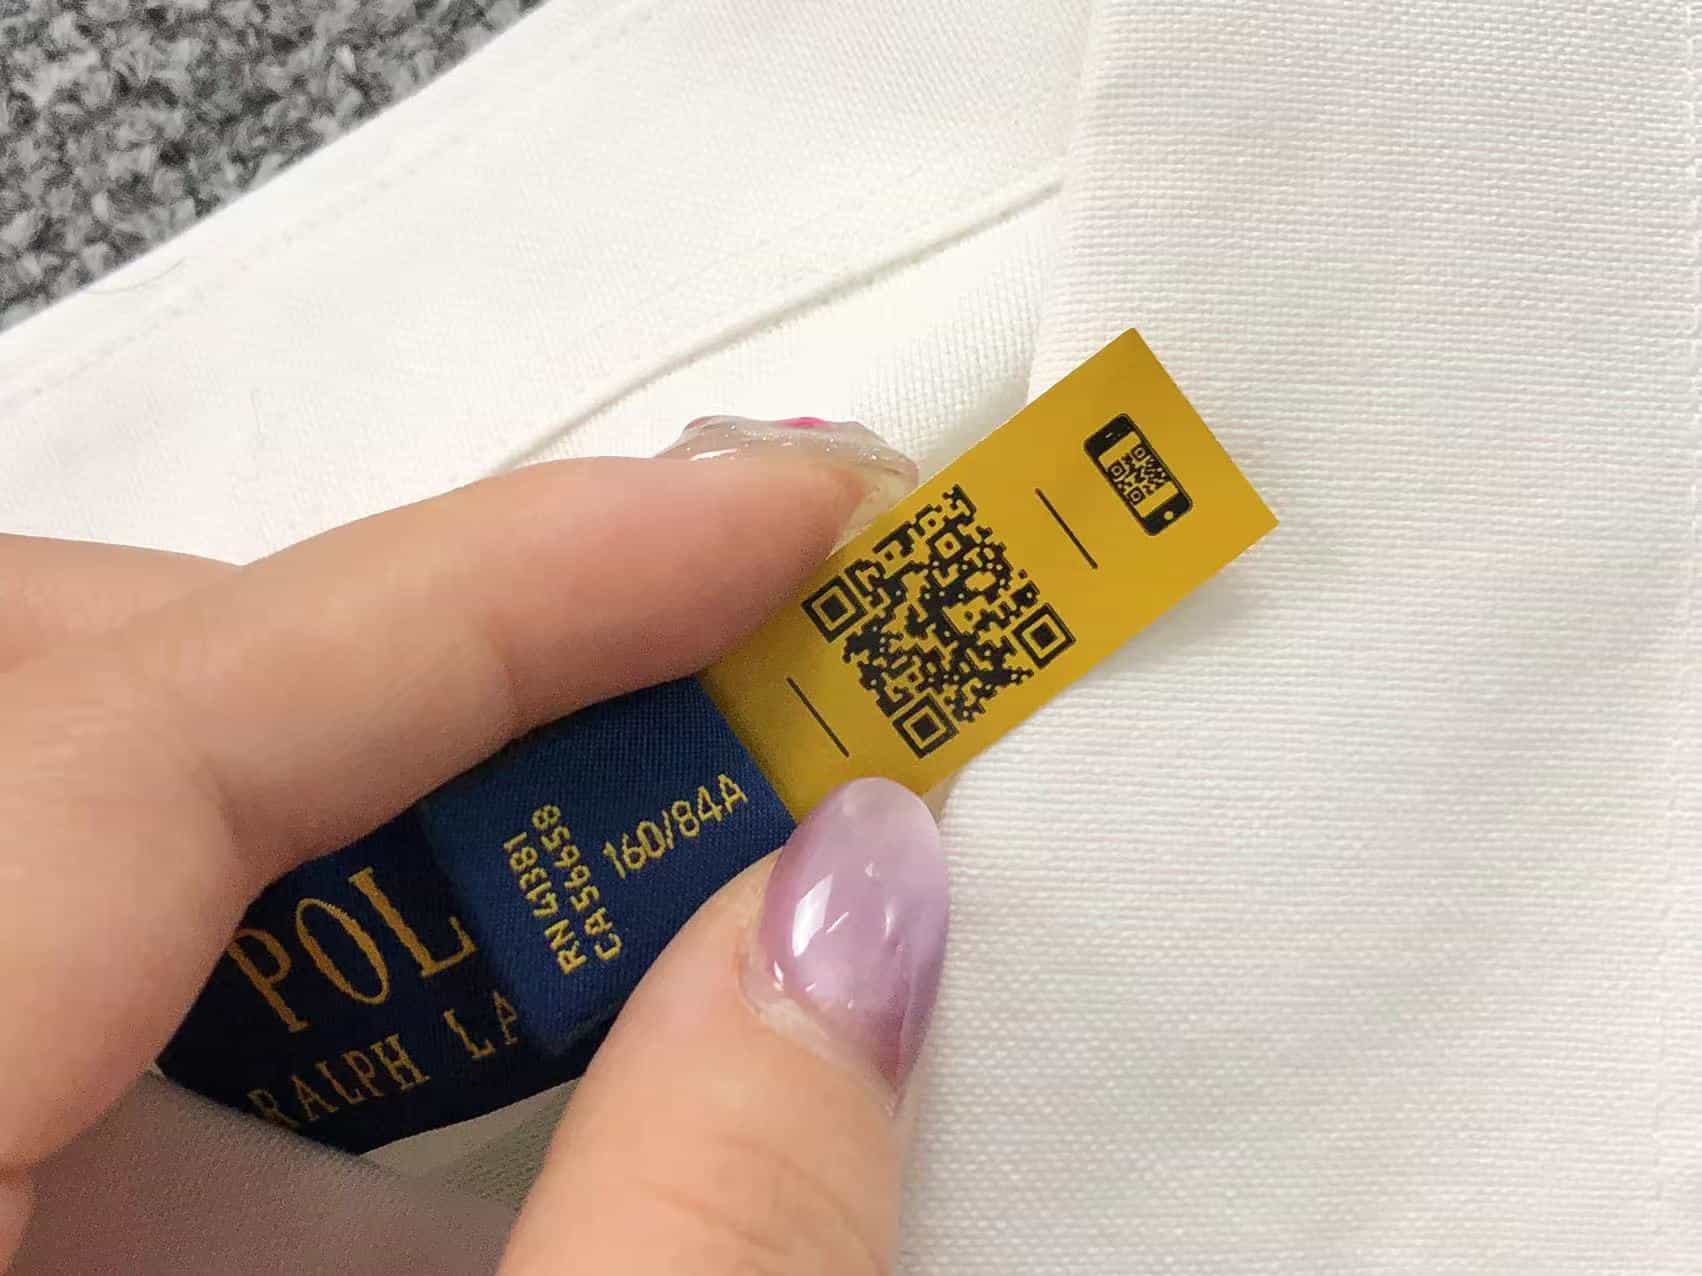 POL
RALPH LA
RN 41381
CA 56658
160/84A